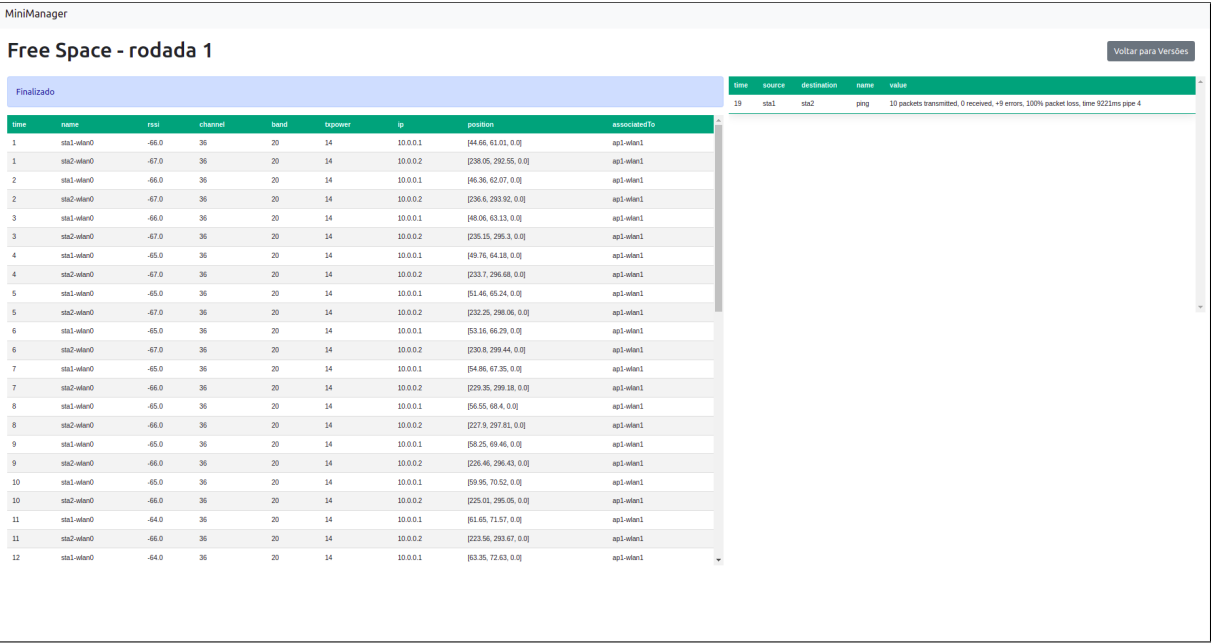 MiniManager
Free Space - rodada 1
Voltar para Versões
Finalizado
time name rssi channel band txpower ip position associatedTo
1 sta1-wlan0 -66.0 36 20 14 10.0.0.1 [44.66, 61.01, 0.0] ap1-wlan1
1 sta2-wlan0 -67.0 36 20 14 10.0.0.2 [238.05, 292.55, 0.0] ap1-wlan1
2 sta1-wlan0 -66.0 36 20 14 10.0.0.1 [46.36, 62.07, 0.0] ap1-wlan1
2 sta2-wlan0 -67.0 36 20 14 10.0.0.2 [236.6, 293.92, 0.0] ap1-wlan1
3 sta1-wlan0 -66.0 36 20 14 10.0.0.1 [48.06, 63.13, 0.0] ap1-wlan1
3 sta2-wlan0 -67.0 36 20 14 10.0.0.2 [235.15, 295.3, 0.0] ap1-wlan1
4 sta1-wlan0 -65.0 36 20 14 10.0.0.1 [49.76, 64.18, 0.0] ap1-wlan1
4 sta2-wlan0 -67.0 36 20 14 10.0.0.2 [233.7, 296.68, 0.0] ap1-wlan1
5 sta1-wlan0 -65.0 36 20 14 10.0.0.1 [51.46, 65.24, 0.0] ap1-wlan1
5 sta2-wlan0 -67.0 36 20 14 10.0.0.2 [232.25, 298.06, 0.0] ap1-wlan1
6 sta1-wlan0 -65.0 36 20 14 10.0.0.1 [53.16, 66.29, 0.0] ap1-wlan1
6 sta2-wlan0 -67.0 36 20 14 10.0.0.2 [230.8, 299.44, 0.0] ap1-wlan1
7 sta1-wlan0 -65.0 36 20 14 10.0.0.1 [54.86, 67.35, 0.0] ap1-wlan1
7 sta2-wlan0 -66.0 36 20 14 10.0.0.2 [229.35, 299.18, 0.0] ap1-wlan1
8 sta1-wlan0 -65.0 36 20 14 10.0.0.1 [56.55, 68.4, 0.0] ap1-wlan1
8 sta2-wlan0 -66.0 36 20 14 10.0.0.2 [227.9, 297.81, 0.0] ap1-wlan1
9 sta1-wlan0 -65.0 36 20 14 10.0.0.1 [58.25, 69.46, 0.0] ap1-wlan1
9 sta2-wlan0 -66.0 36 20 14 10.0.0.2 [226.46, 296.43, 0.0] ap1-wlan1
10 sta1-wlan0 -65.0 36 20 14 10.0.0.1 [59.95, 70.52, 0.0] ap1-wlan1
10 sta2-wlan0 -66.0 36 20 14 10.0.0.2 [225.01, 295.05, 0.0] ap1-wlan1
11 sta1-wlan0 -64.0 36 20 14 10.0.0.1 [61.65, 71.57, 0.0] ap1-wlan1
11 sta2-wlan0 -66.0 36 20 14 10.0.0.2 [223.56, 293.67, 0.0] ap1-wlan1
12 sta1-wlan0 -64.0 36 20 14 10.0.0.1 [63.35, 72.63, 0.0] ap1-wlan1
time source destination name value
19 sta1 sta2 ping 10 packets transmitted, 0 received, +9 errors, 100% packet loss, time 9221ms pipe 4